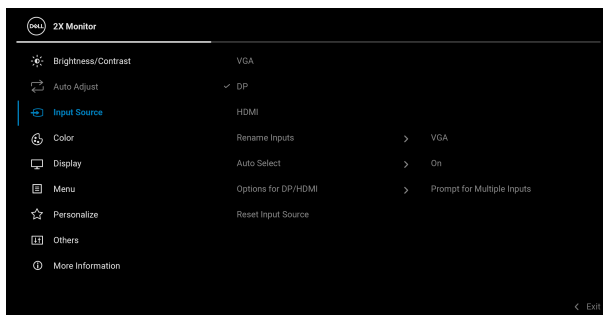 DELL 2X Monitor
Brightness/Contrast VGA
Auto Adjust DP
Input Source HDMI
Color Rename Inputs VGA
Display Auto Select On
Menu Options for DP/HDMI Prompt for Multiple Inputs
Personalize Reset Input Source
Others
More Information
Exit